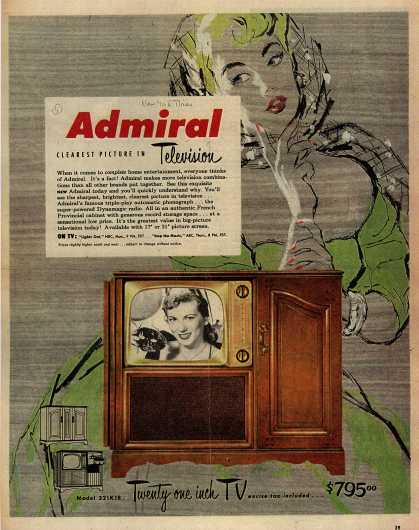 New York Times
Admiral
CLEAREST PICTURE IN Television
When it comes to complete home entertainment, everyone thinks
of Admiral. It's a fact! Admiral makes more television combina-
tions than all other brands put together. See this exquisite
new Admiral today and you'll quickly understand why. You'll
see the sharpest, brightest, clearest picture in television . . .
Admiral's famous triple-play automatic phonograph . . . the
super-powered Dynamagic radio. All in an authentic French
Provincial cabinet with generous record storage space . . . at a
sensational low price. It's the greatest value in big-picture
television today! Available with 17" or 21" picture screen.
ON TV: "Lights Out," NBC, Mon., 9 PM, EST. "Stop the Music," ABC, Thurs., 8 PM, EST.
Prices slightly higher south and west . . . subject to change without notice.
Model 321K18 . Twenty one inch TV excise tax included . . . $795.00